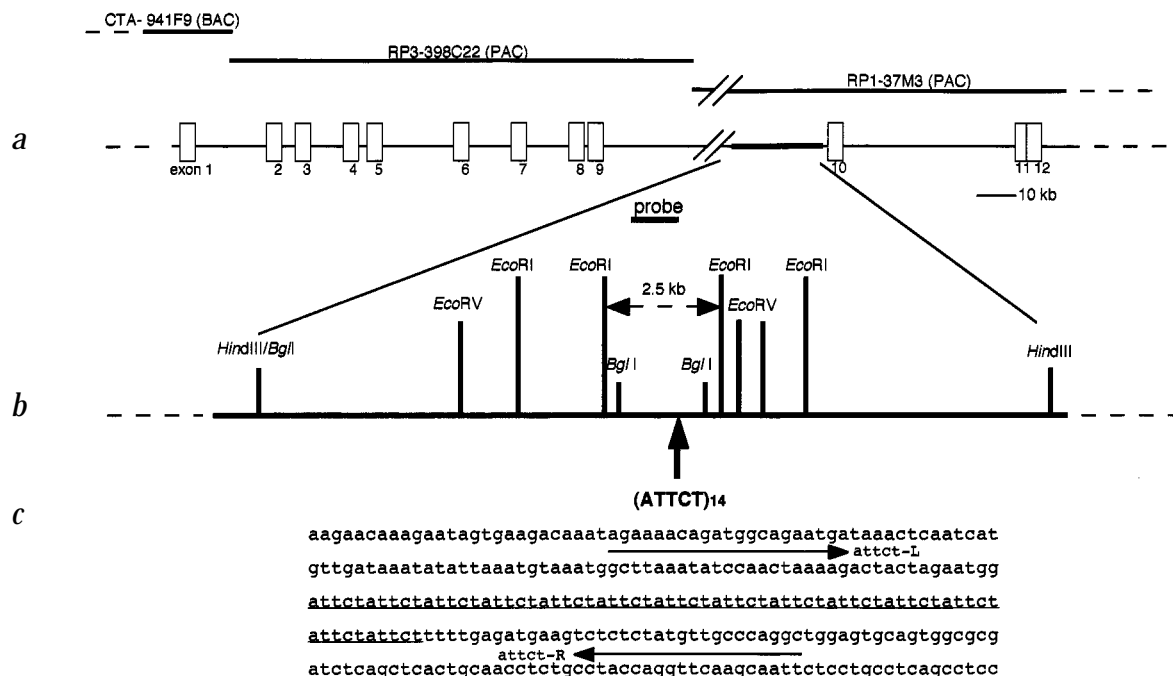 CTA- 941F9 (BAC)
RP3-398C22 (PAC)
RP1-37M3 (PAC)
a
exon 1 2 3 4 5 6 7 8 9 10 11 12
10 kb
probe
EcoRI EcoRI EcoRI EcoRI
2.5 kb
EcoRV EcoRV
HindIII/BglI BglI BglI HindIII
b
(ATTCT)14
c
aagaacaaagaatagtgaagacaaatagaaaacagatggcagaatgataaactcaatcat
attct-L
gttgataaatatattaaatgtaaatggcttaaatatccaactaaaagactactagaatgg
attctattctattctattctattctattctattctattctattctattctattctattct
attctattctttttgagatgaagtctctctatgttgcccaggctggagtgcagtggcgcg
attct-R
atctcagctcactgcaacctctgcctaccaggttcaagcaattctcctgcctcagcctcc